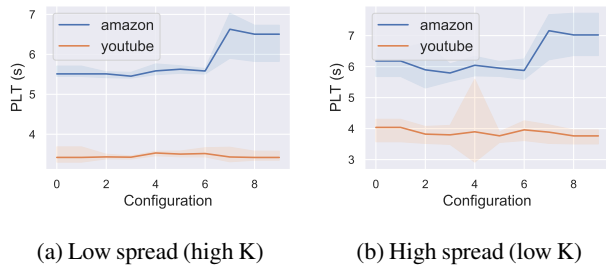 7
6
5
4
PLT (s)
amazon
youtube
0 2 4 6 8
Configuration
(a) Low spread (high K)
8
7
6
5
4
3
PLT (s)
amazon
youtube
0 2 4 6 8
Configuration
(b) High spread (low K)